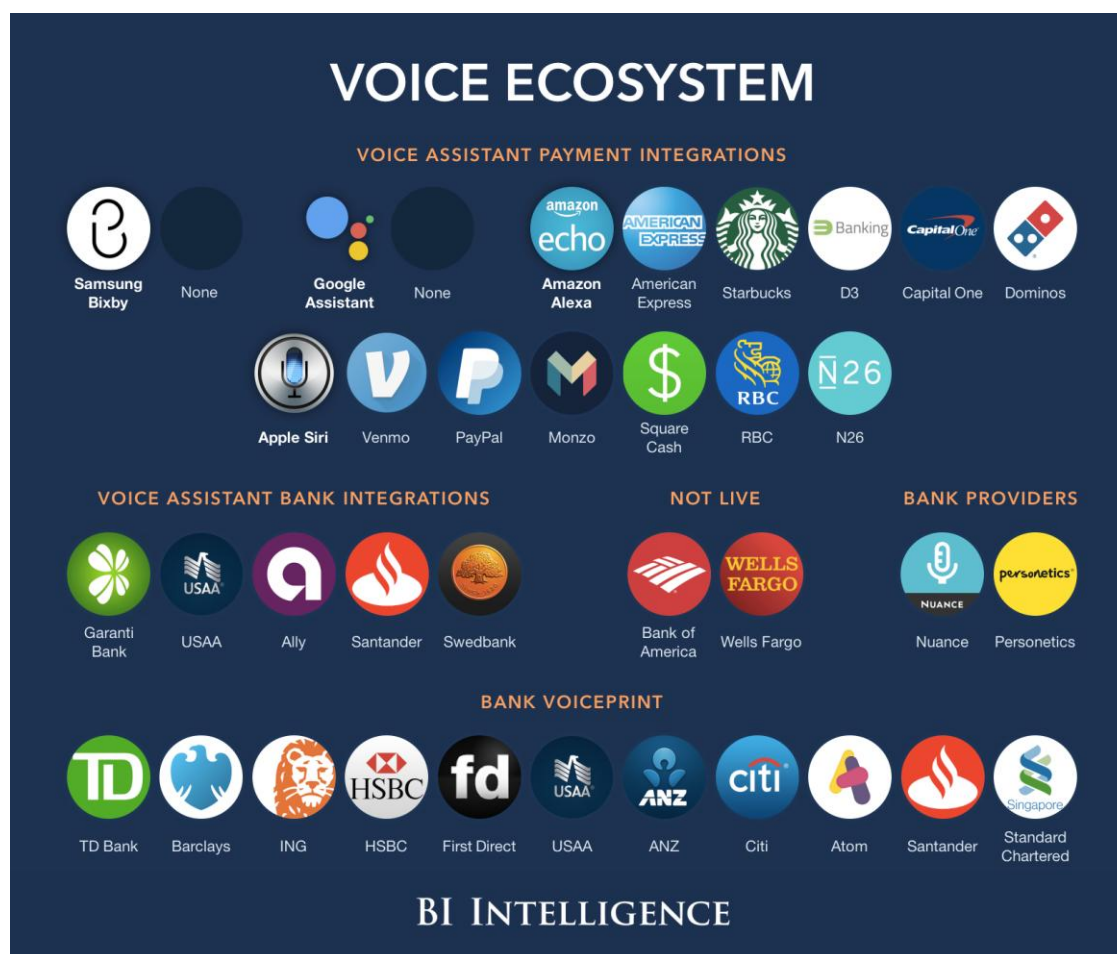 VOICE ECOSYSTEM
VOICE ASSISTANT PAYMENT INTEGRATIONS
amazon
echo
AMERICAN
EXPRESS
Banking
Capital One
Samsung
Bixby
None
Google
Assistant
None
Amazon
Alexa
American
Express
Starbucks
D3
Capital One
Dominos
RBC
N26
Apple Siri
Venmo
PayPal
Monzo
Square
Cash
RBC
N26
VOICE ASSISTANT BANK INTEGRATIONS
NOT LIVE
BANK PROVIDERS
USAA
WELLS
FARGO
NUANCE
personetics
Garanti
Bank
USAA
Ally
Santander
Swedbank
Bank of
America
Wells Fargo
Nuance
Personetics
BANK VOICEPRINT
TD
HSBC
fd
USAA
ANZ
citi
Singapore
TD Bank
Barclays
ING
HSBC
First Direct
USAA
ANZ
Citi
Atom
Santander
Standard
Chartered
BI INTELLIGENCE